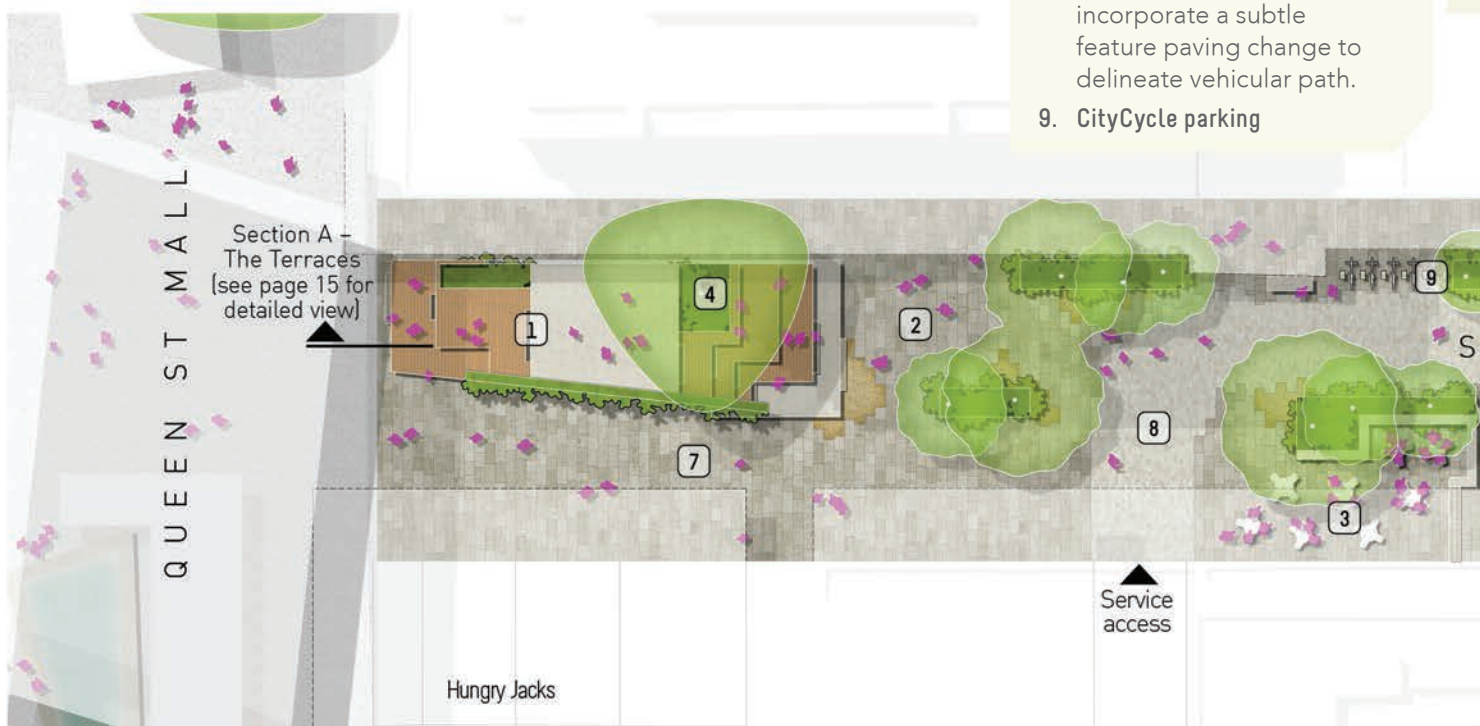 incorporate a subtle
feature paving change to
delineate vehicular path.
9. CityCycle parking
QUEEN ST MALL
Section A –
The Terraces
(see page 15 for
detailed view)
1
4
2
9
S
7
8
3
Service
access
Hungry Jacks